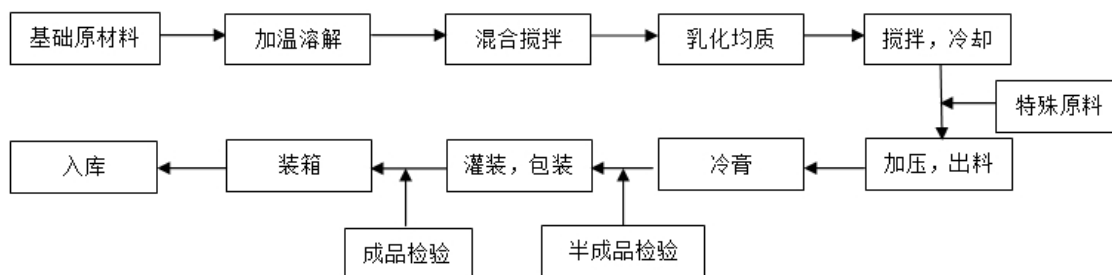 基础原材料
加温溶解
混合搅拌
乳化均质
搅拌，冷却
特殊原料
加压，出料
冷膏
灌装，包装
装箱
入库
成品检验
半成品检验